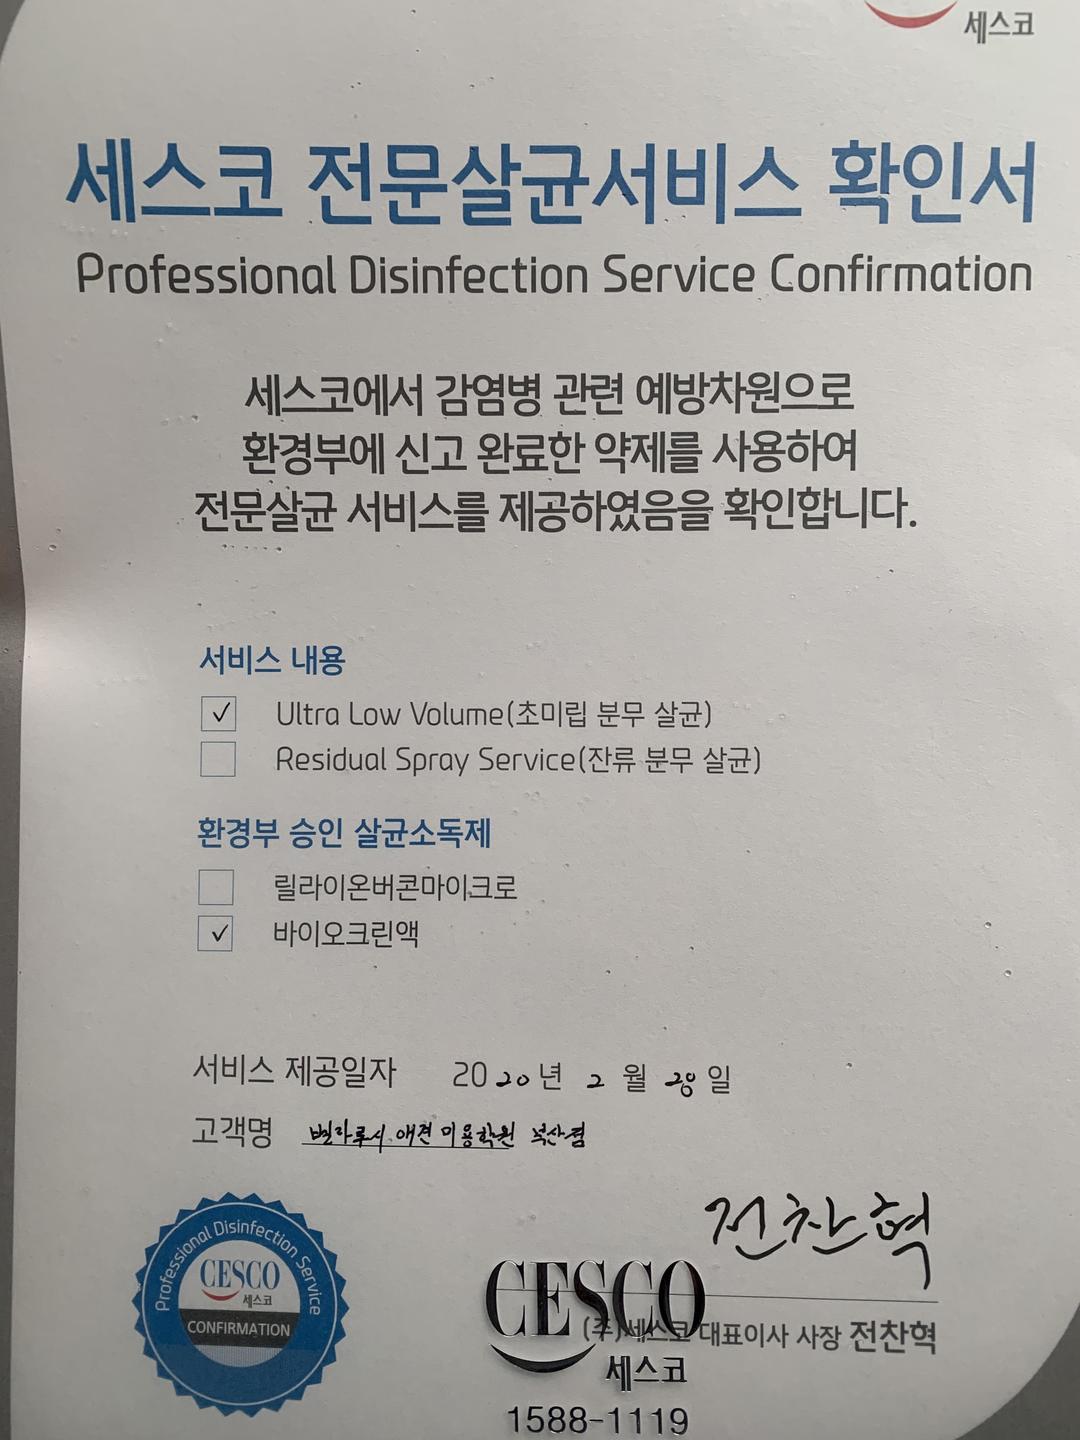 세스코
세스코 전문살균서비스 확인서
Professional Disinfection Service Confirmation
세스코에서 감염병 관련 예방차원으로
환경부에 신고 완료한 약제를 사용하여
전문살균 서비스를 제공하였음을 확인합니다.
서비스 내용
✓ Ultra Low Volume(초미립 분무 살균)
Residual Spray Service(잔류 분무 살균)
환경부 승인 살균소독제
릴라이온버콘마이크로
✓ 바이오크린액
서비스 제공일자 2020년 2월 28일
고객명 애견미용학원
전찬혁
(주)세스코 대표이사 사장 전찬혁
Professional Disinfection Service
CESCO
세스코
CONFIRMATION
CESCO
세스코
1588-1119